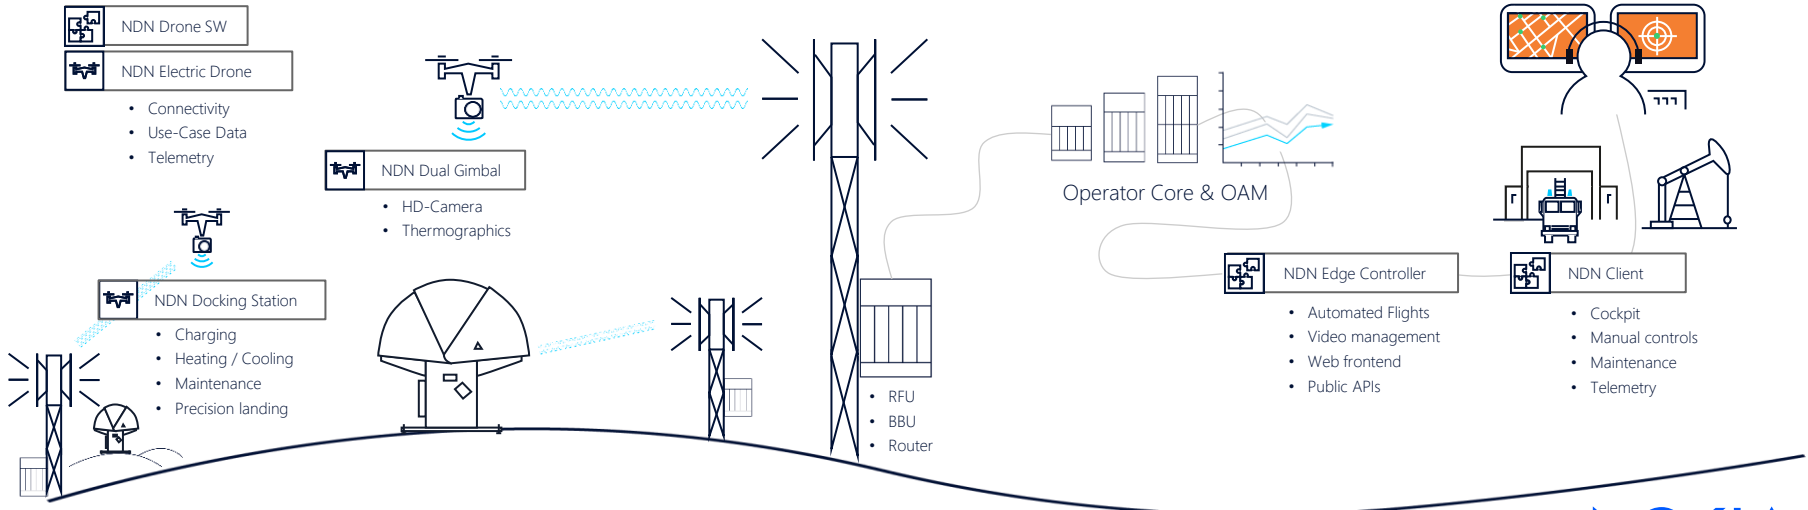 NDN Drone SW
NDN Electric Drone
• Connectivity
• Use-Case Data
• Telemetry
NDN Dual Gimbal
• HD-Camera
• Thermographics
NDN Docking Station
• Charging
• Heating / Cooling
• Maintenance
• Precision landing
• RFU
• BBU
• Router
Operator Core & OAM
NDN Edge Controller
• Automated Flights
• Video management
• Web frontend
• Public APIs
NDN Client
• Cockpit
• Manual controls
• Maintenance
• Telemetry